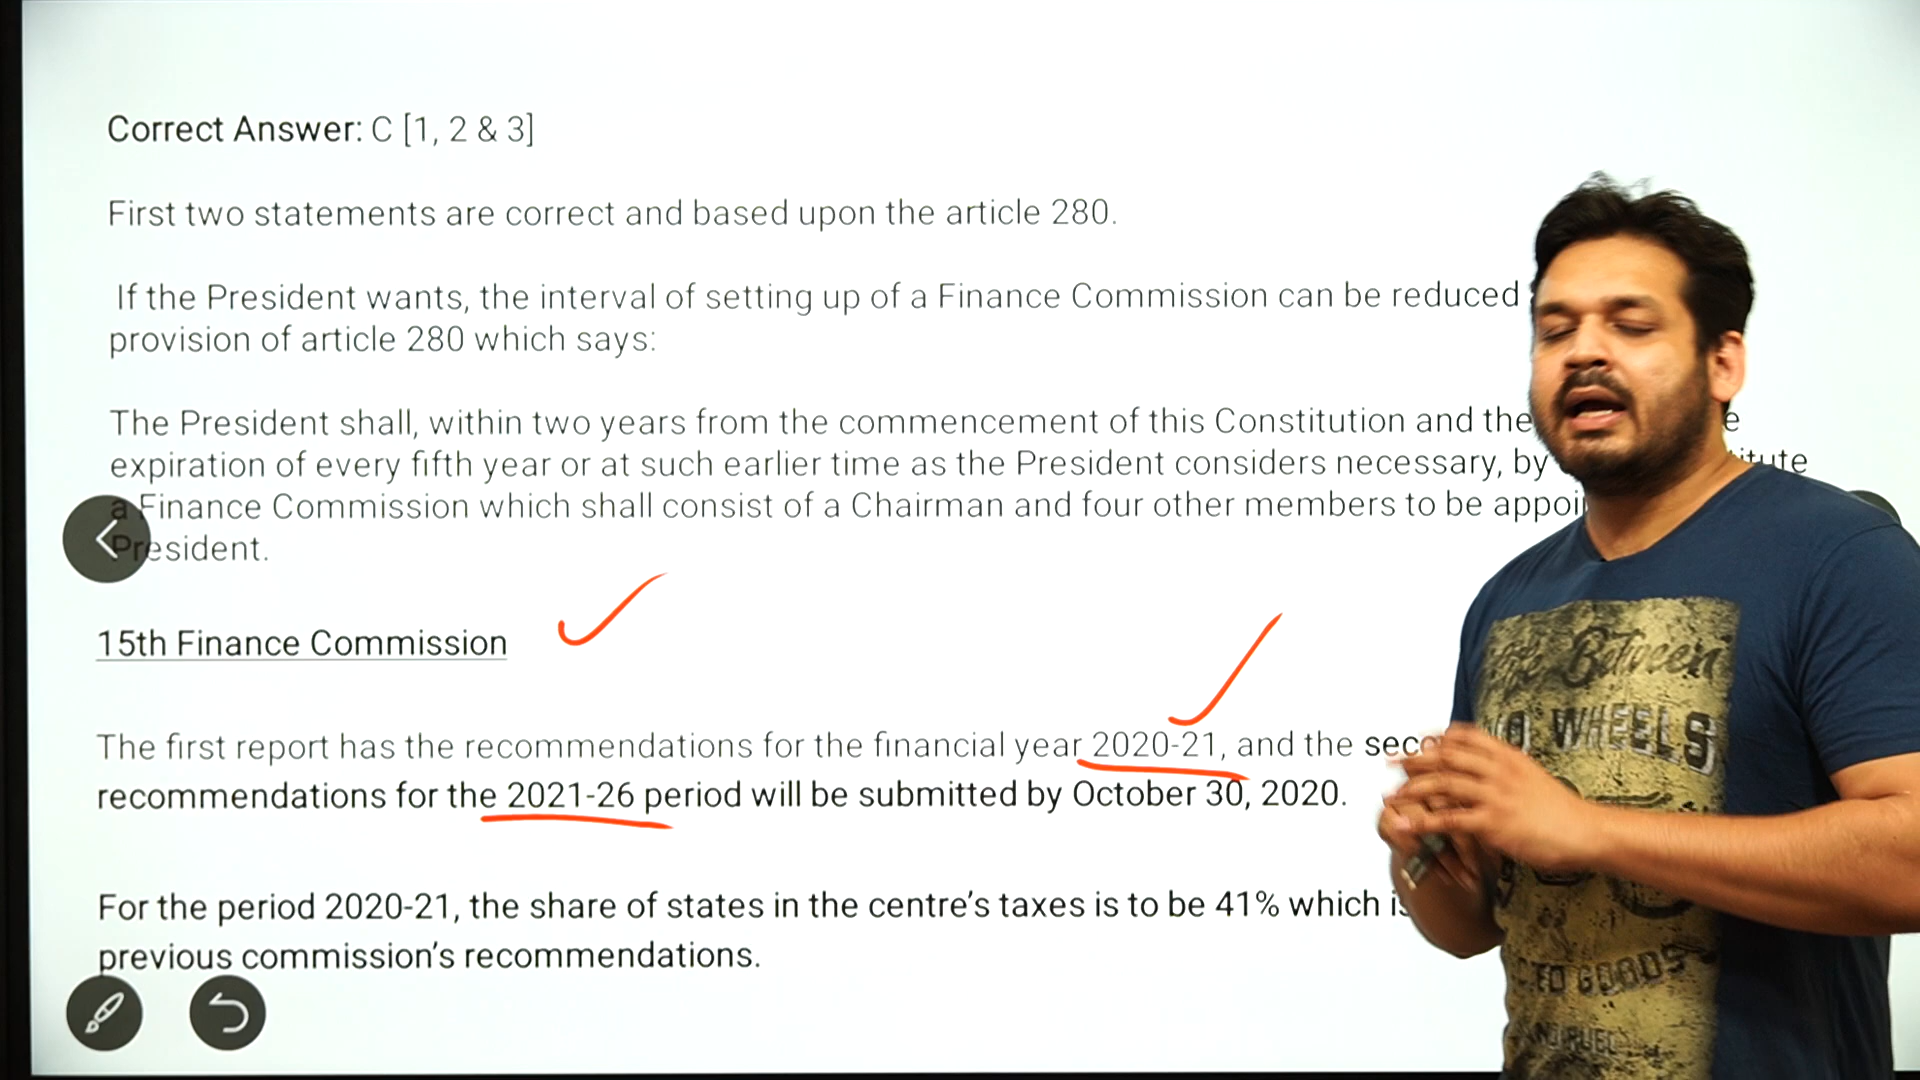 Correct Answer: C [1, 2 & 3]
First two statements are correct and based upon the article 280.
If the President wants, the interval of setting up of a Finance Commission can be reduced
provision of article 280 which says:
The President shall, within two years from the commencement of this Constitution and the
expiration of every fifth year or at such earlier time as the President considers necessary, by
a Finance Commission which shall consist of a Chairman and four other members to be
President.
15th Finance Commission
The first report has the recommendations for the financial year 2020-21, and the
recommendations for the 2021-26 period will be submitted by October 30, 2020.
For the period 2020-21, the share of states in the centre's taxes is to be 41% which
previous commission's recommendations.
Between
WHEELS
GOODS